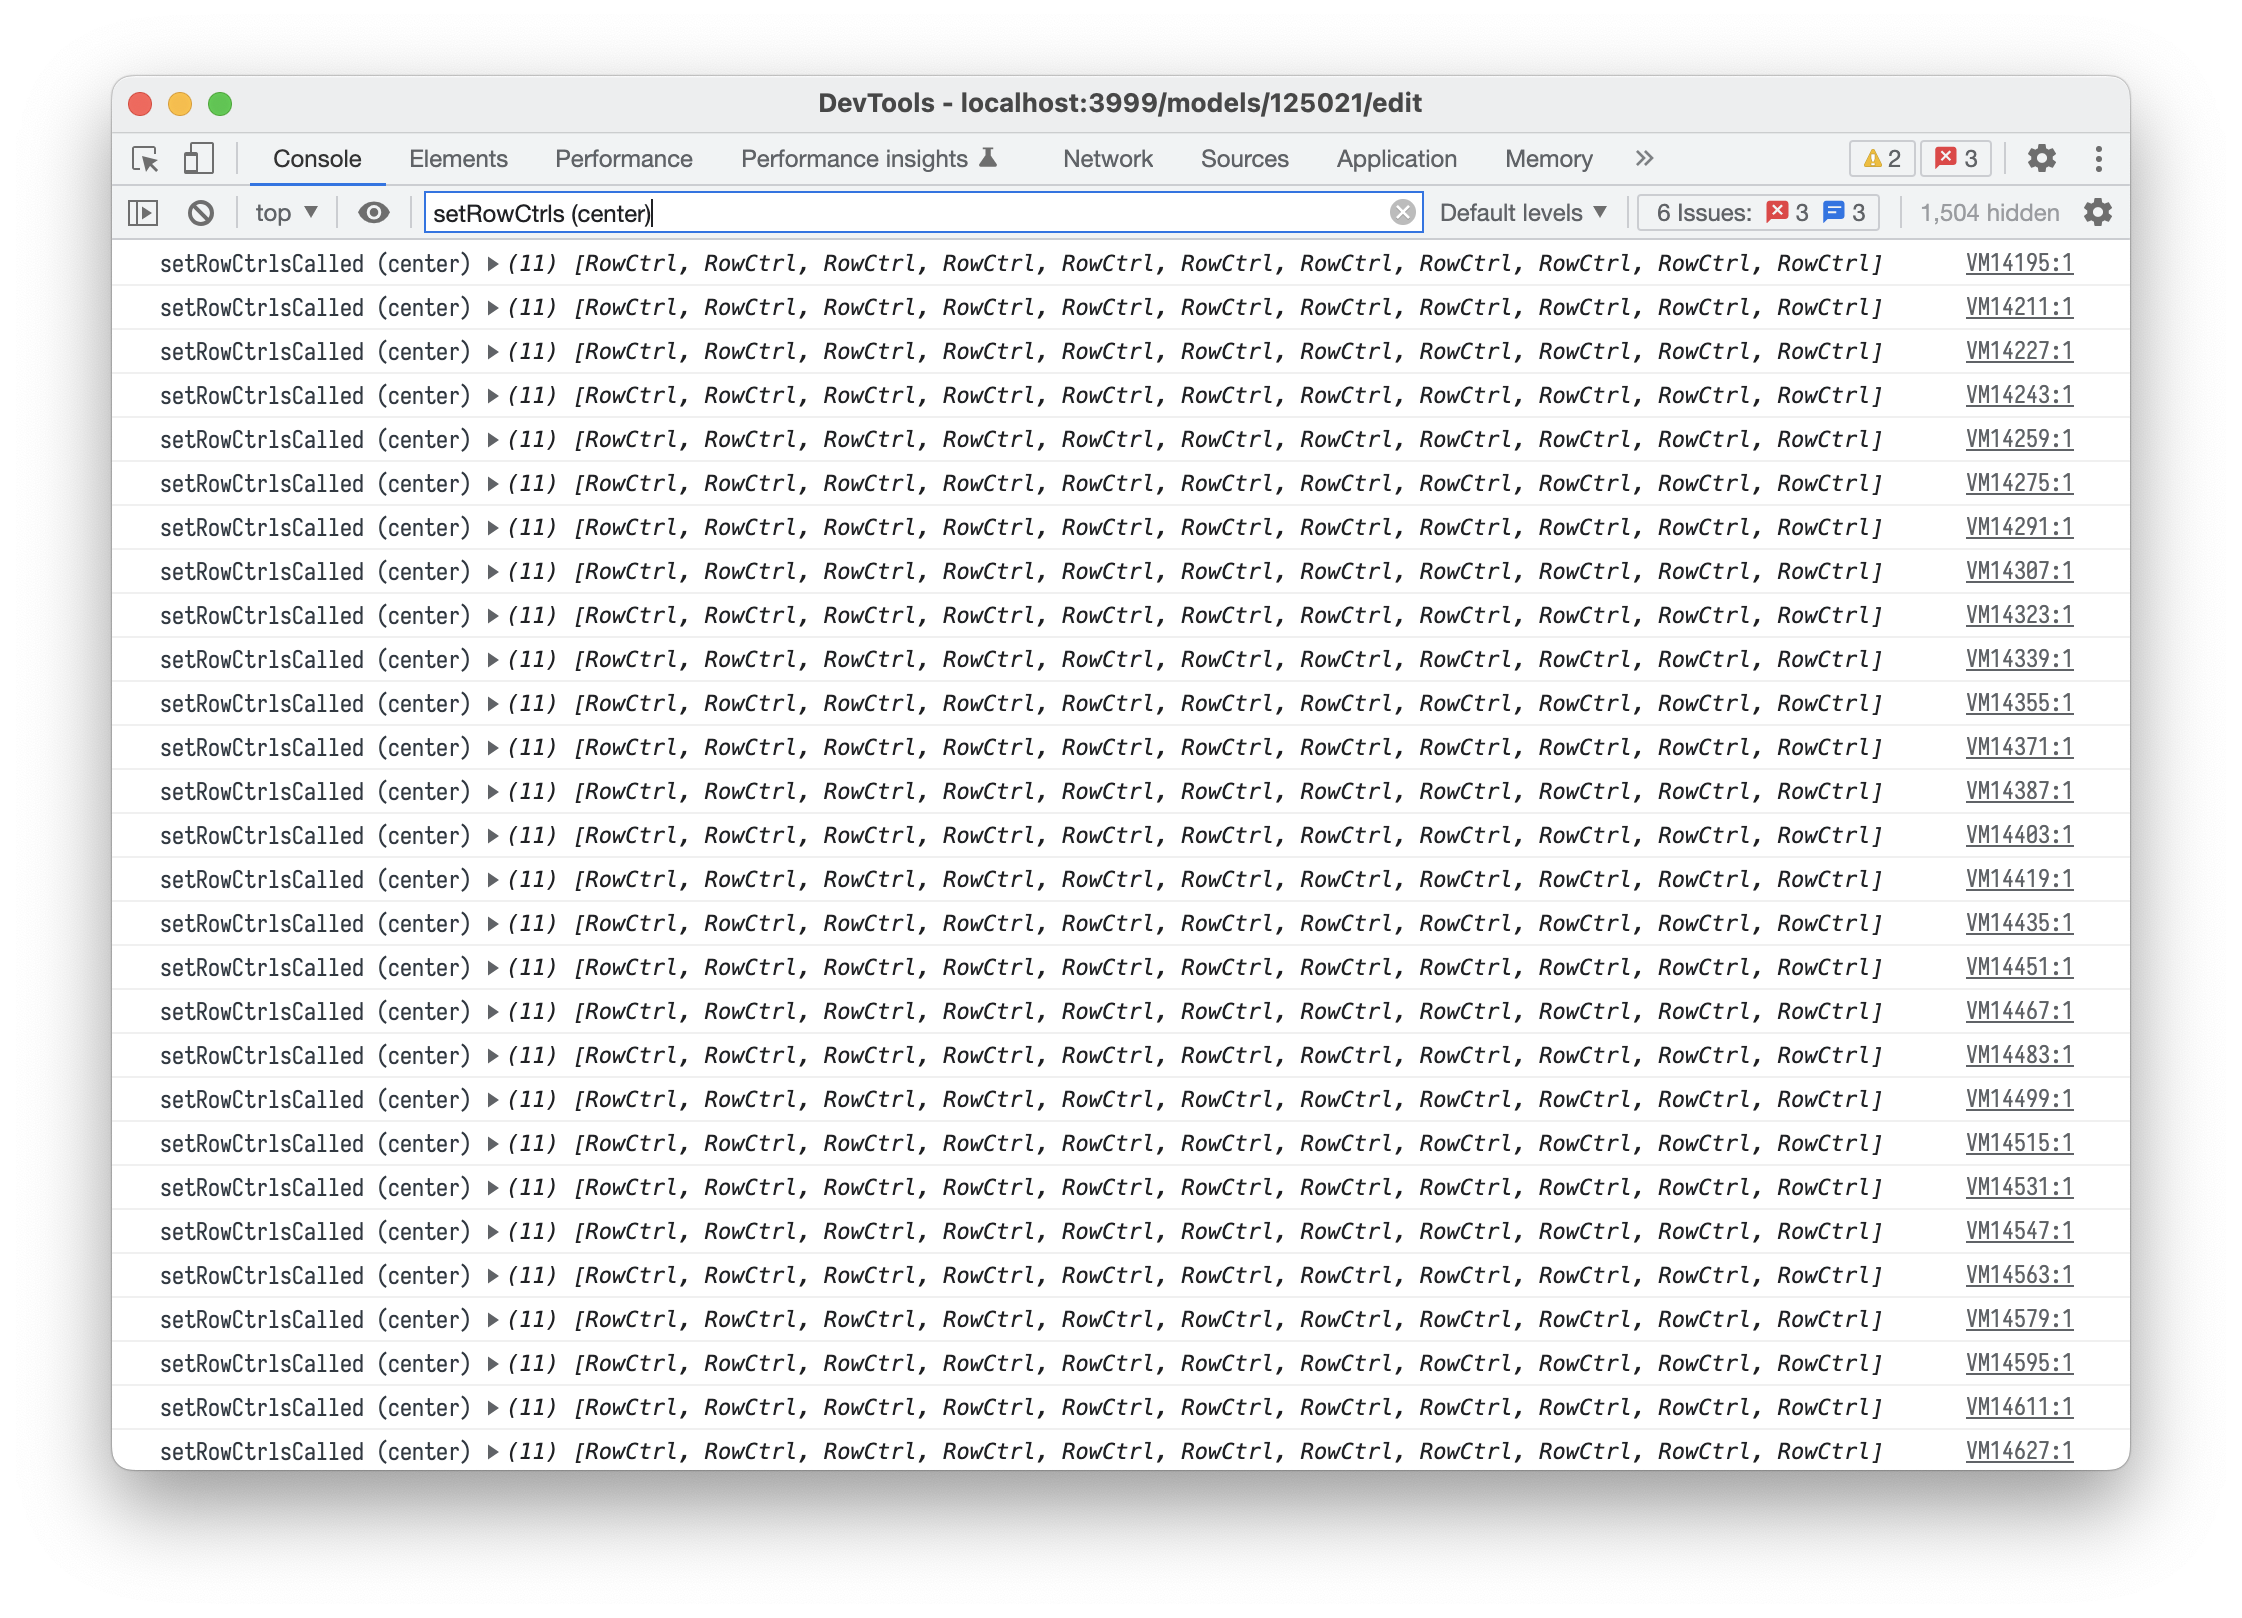 DevTools - localhost:3999/models/125021/edit
Console Elements Performance Performance insights Network Sources Application Memory » 2 3
top ▼ setRowCtrls (center) Default levels ▼ 6 Issues: 3 3 1,504 hidden
setRowCtrlsCalled (center) ▶(11) [RowCtrl, RowCtrl, RowCtrl, RowCtrl, RowCtrl, RowCtrl, RowCtrl, RowCtrl, RowCtrl, RowCtrl, RowCtrl] VM14195:1
setRowCtrlsCalled (center) ▶(11) [RowCtrl, RowCtrl, RowCtrl, RowCtrl, RowCtrl, RowCtrl, RowCtrl, RowCtrl, RowCtrl, RowCtrl, RowCtrl] VM14211:1
setRowCtrlsCalled (center) ▶(11) [RowCtrl, RowCtrl, RowCtrl, RowCtrl, RowCtrl, RowCtrl, RowCtrl, RowCtrl, RowCtrl, RowCtrl, RowCtrl] VM14227:1
setRowCtrlsCalled (center) ▶(11) [RowCtrl, RowCtrl, RowCtrl, RowCtrl, RowCtrl, RowCtrl, RowCtrl, RowCtrl, RowCtrl, RowCtrl, RowCtrl] VM14243:1
setRowCtrlsCalled (center) ▶(11) [RowCtrl, RowCtrl, RowCtrl, RowCtrl, RowCtrl, RowCtrl, RowCtrl, RowCtrl, RowCtrl, RowCtrl, RowCtrl] VM14259:1
setRowCtrlsCalled (center) ▶(11) [RowCtrl, RowCtrl, RowCtrl, RowCtrl, RowCtrl, RowCtrl, RowCtrl, RowCtrl, RowCtrl, RowCtrl, RowCtrl] VM14275:1
setRowCtrlsCalled (center) ▶(11) [RowCtrl, RowCtrl, RowCtrl, RowCtrl, RowCtrl, RowCtrl, RowCtrl, RowCtrl, RowCtrl, RowCtrl, RowCtrl] VM14291:1
setRowCtrlsCalled (center) ▶(11) [RowCtrl, RowCtrl, RowCtrl, RowCtrl, RowCtrl, RowCtrl, RowCtrl, RowCtrl, RowCtrl, RowCtrl, RowCtrl] VM14307:1
setRowCtrlsCalled (center) ▶(11) [RowCtrl, RowCtrl, RowCtrl, RowCtrl, RowCtrl, RowCtrl, RowCtrl, RowCtrl, RowCtrl, RowCtrl, RowCtrl] VM14323:1
setRowCtrlsCalled (center) ▶(11) [RowCtrl, RowCtrl, RowCtrl, RowCtrl, RowCtrl, RowCtrl, RowCtrl, RowCtrl, RowCtrl, RowCtrl, RowCtrl] VM14339:1
setRowCtrlsCalled (center) ▶(11) [RowCtrl, RowCtrl, RowCtrl, RowCtrl, RowCtrl, RowCtrl, RowCtrl, RowCtrl, RowCtrl, RowCtrl, RowCtrl] VM14355:1
setRowCtrlsCalled (center) ▶(11) [RowCtrl, RowCtrl, RowCtrl, RowCtrl, RowCtrl, RowCtrl, RowCtrl, RowCtrl, RowCtrl, RowCtrl, RowCtrl] VM14371:1
setRowCtrlsCalled (center) ▶(11) [RowCtrl, RowCtrl, RowCtrl, RowCtrl, RowCtrl, RowCtrl, RowCtrl, RowCtrl, RowCtrl, RowCtrl, RowCtrl] VM14387:1
setRowCtrlsCalled (center) ▶(11) [RowCtrl, RowCtrl, RowCtrl, RowCtrl, RowCtrl, RowCtrl, RowCtrl, RowCtrl, RowCtrl, RowCtrl, RowCtrl] VM14403:1
setRowCtrlsCalled (center) ▶(11) [RowCtrl, RowCtrl, RowCtrl, RowCtrl, RowCtrl, RowCtrl, RowCtrl, RowCtrl, RowCtrl, RowCtrl, RowCtrl] VM14419:1
setRowCtrlsCalled (center) ▶(11) [RowCtrl, RowCtrl, RowCtrl, RowCtrl, RowCtrl, RowCtrl, RowCtrl, RowCtrl, RowCtrl, RowCtrl, RowCtrl] VM14435:1
setRowCtrlsCalled (center) ▶(11) [RowCtrl, RowCtrl, RowCtrl, RowCtrl, RowCtrl, RowCtrl, RowCtrl, RowCtrl, RowCtrl, RowCtrl, RowCtrl] VM14451:1
setRowCtrlsCalled (center) ▶(11) [RowCtrl, RowCtrl, RowCtrl, RowCtrl, RowCtrl, RowCtrl, RowCtrl, RowCtrl, RowCtrl, RowCtrl, RowCtrl] VM14467:1
setRowCtrlsCalled (center) ▶(11) [RowCtrl, RowCtrl, RowCtrl, RowCtrl, RowCtrl, RowCtrl, RowCtrl, RowCtrl, RowCtrl, RowCtrl, RowCtrl] VM14483:1
setRowCtrlsCalled (center) ▶(11) [RowCtrl, RowCtrl, RowCtrl, RowCtrl, RowCtrl, RowCtrl, RowCtrl, RowCtrl, RowCtrl, RowCtrl, RowCtrl] VM14499:1
setRowCtrlsCalled (center) ▶(11) [RowCtrl, RowCtrl, RowCtrl, RowCtrl, RowCtrl, RowCtrl, RowCtrl, RowCtrl, RowCtrl, RowCtrl, RowCtrl] VM14515:1
setRowCtrlsCalled (center) ▶(11) [RowCtrl, RowCtrl, RowCtrl, RowCtrl, RowCtrl, RowCtrl, RowCtrl, RowCtrl, RowCtrl, RowCtrl, RowCtrl] VM14531:1
setRowCtrlsCalled (center) ▶(11) [RowCtrl, RowCtrl, RowCtrl, RowCtrl, RowCtrl, RowCtrl, RowCtrl, RowCtrl, RowCtrl, RowCtrl, RowCtrl] VM14547:1
setRowCtrlsCalled (center) ▶(11) [RowCtrl, RowCtrl, RowCtrl, RowCtrl, RowCtrl, RowCtrl, RowCtrl, RowCtrl, RowCtrl, RowCtrl, RowCtrl] VM14563:1
setRowCtrlsCalled (center) ▶(11) [RowCtrl, RowCtrl, RowCtrl, RowCtrl, RowCtrl, RowCtrl, RowCtrl, RowCtrl, RowCtrl, RowCtrl, RowCtrl] VM14579:1
setRowCtrlsCalled (center) ▶(11) [RowCtrl, RowCtrl, RowCtrl, RowCtrl, RowCtrl, RowCtrl, RowCtrl, RowCtrl, RowCtrl, RowCtrl, RowCtrl] VM14595:1
setRowCtrlsCalled (center) ▶(11) [RowCtrl, RowCtrl, RowCtrl, RowCtrl, RowCtrl, RowCtrl, RowCtrl, RowCtrl, RowCtrl, RowCtrl, RowCtrl] VM14611:1
setRowCtrlsCalled (center) ▶(11) [RowCtrl, RowCtrl, RowCtrl, RowCtrl, RowCtrl, RowCtrl, RowCtrl, RowCtrl, RowCtrl, RowCtrl, RowCtrl] VM14627:1